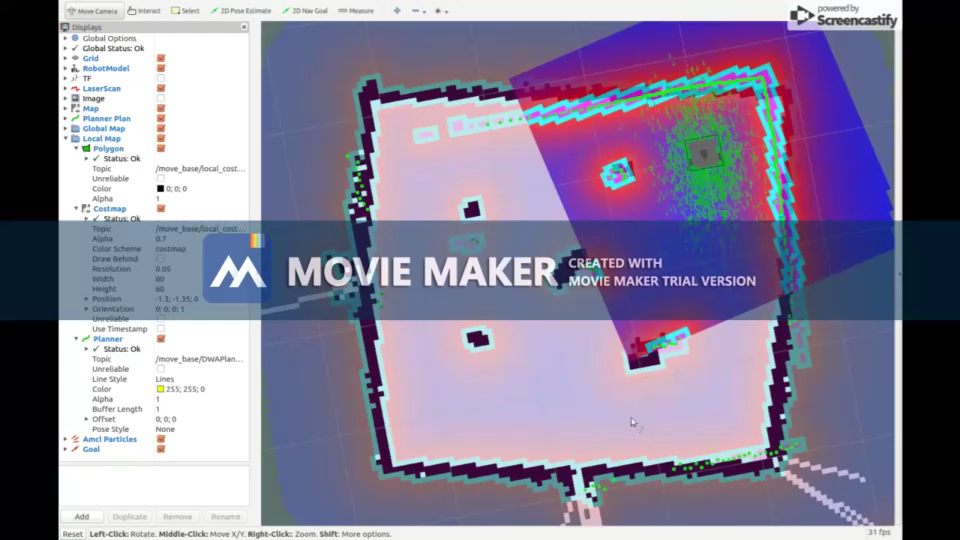 Move Camera Interact Select 2D Pose Estimate 2D Nav Goal Measure
powered by
Screencastify
Displays
Global Options
Global Status: Ok
Grid
RobotModel
TF
LaserScan
Image
Map
Planner Plan
Global Map
Local Map
Polygon
Status: Ok
Topic /move_base/local_cost...
Unreliable
Color 0; 0; 0
Alpha 1
Costmap
Status: Ok
Topic /move_base/local_cost...
Alpha 0.7
Color Scheme costmap
Draw Behind
Resolution 0.05
Width 60
Height 60
Position -1.3; -1.35; 0
Orientation 0; 0; 0; 1
Unreliable
Use Timestamp
Planner
Status: Ok
Topic /move_base/DWAPlan...
Unreliable
Line Style Lines
Color 255; 255; 0
Alpha 1
Buffer Length 1
Offset 0; 0; 0
Pose Style None
Amcl Particles
Goal
MOVIE MAKER
CREATED WITH
MOVIE MAKER TRIAL VERSION
Add Duplicate Remove Rename
Reset Left-Click: Rotate. Middle-Click: Move X/Y. Right-Click:: Zoom. Shift: More options. 31 fps